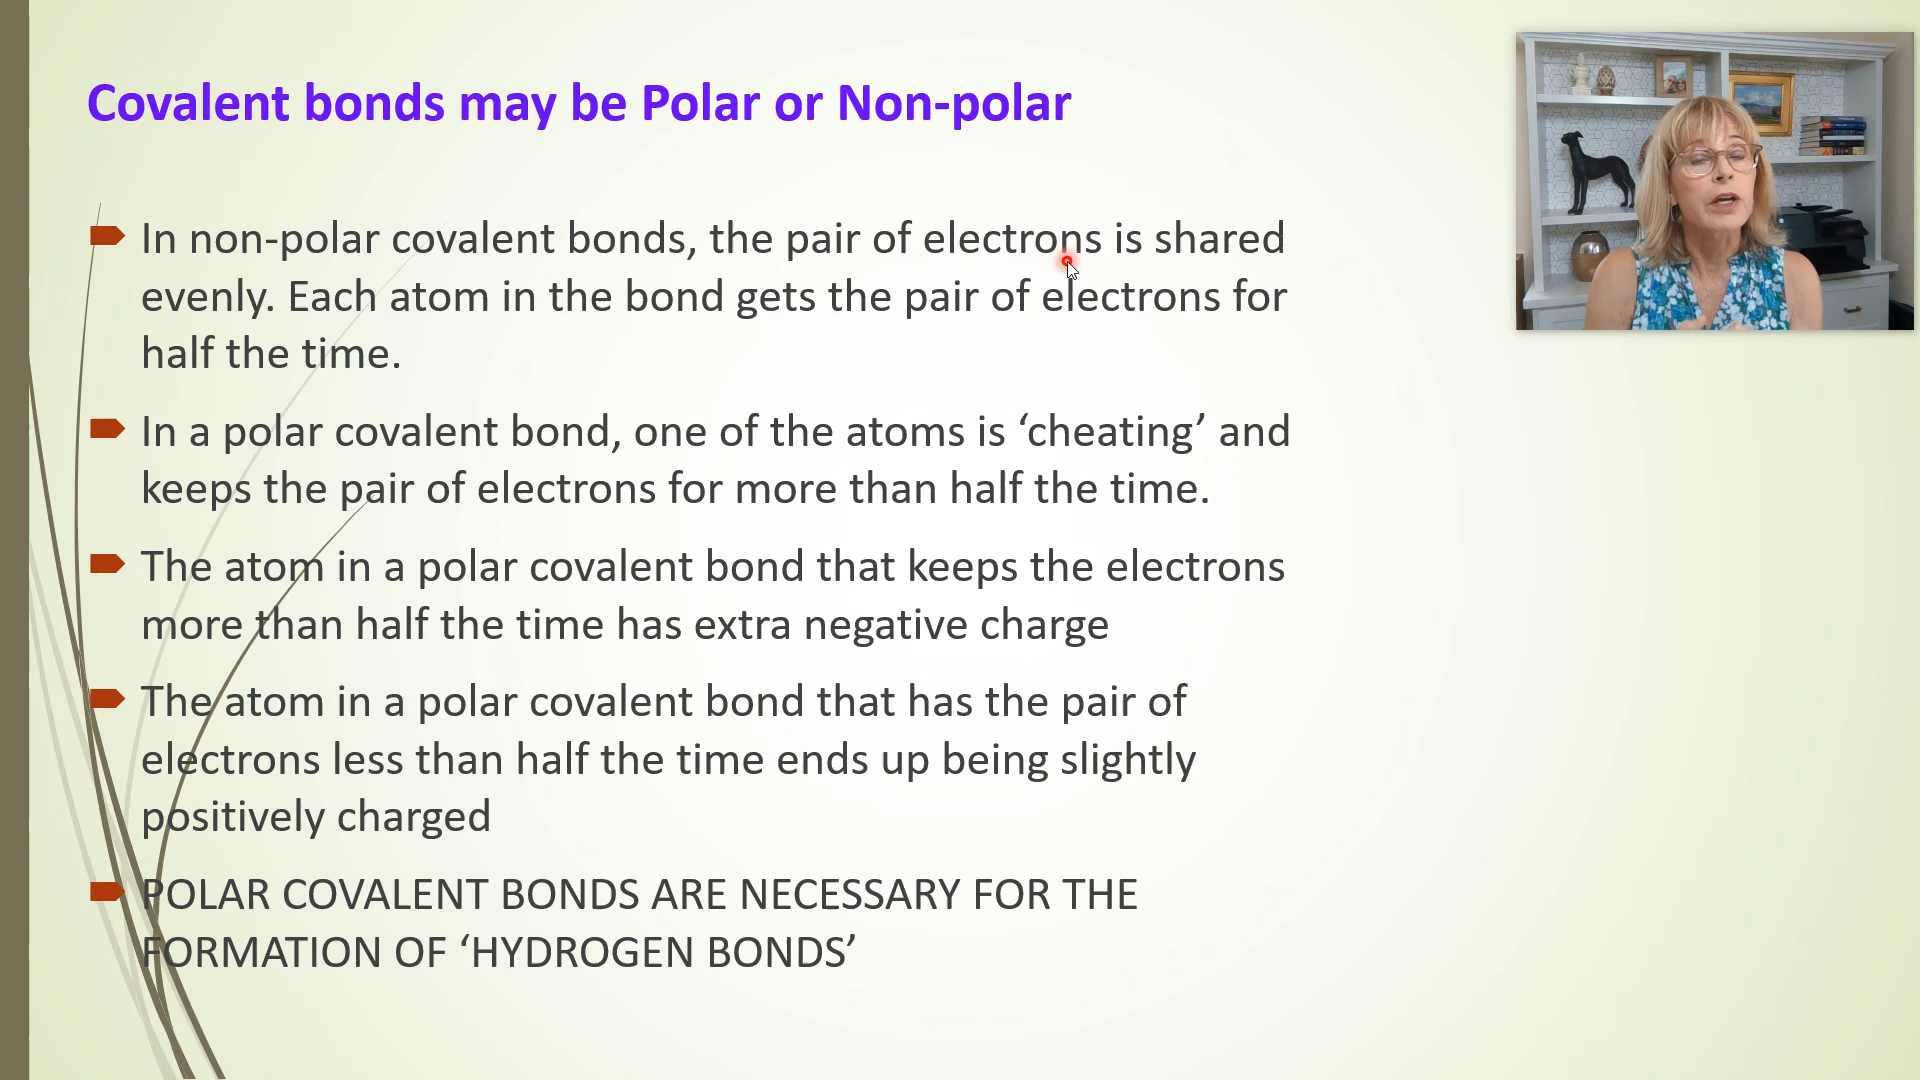 Covalent bonds may be Polar or Non-polar
In non-polar covalent bonds, the pair of electrons is shared
evenly. Each atom in the bond gets the pair of electrons for
half the time.
In a polar covalent bond, one of the atoms is ‘cheating’ and
keeps the pair of electrons for more than half the time.
The atom in a polar covalent bond that keeps the electrons
more than half the time has extra negative charge
The atom in a polar covalent bond that has the pair of
electrons less than half the time ends up being slightly
positively charged
POLAR COVALENT BONDS ARE NECESSARY FOR THE
FORMATION OF ‘HYDROGEN BONDS’